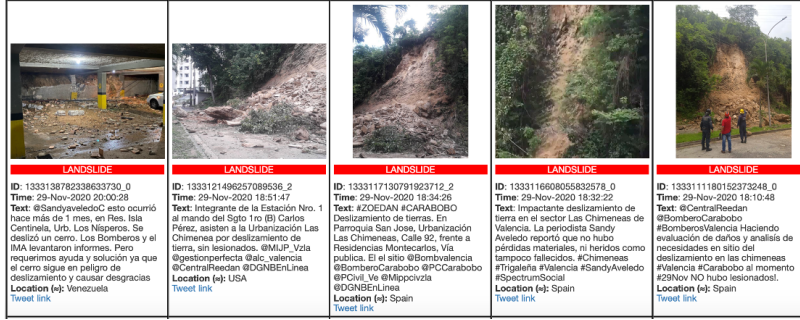 LANDSLIDE
ID: 1333138782338633730_0
Time: 29-Nov-2020 20:00:28
Text: @SandyaveledoC esto ocurrió
hace más de 1 mes, en Res. Isla
Centinela, Urb. Los Nísperos. Se
deslizó un cerro. Los Bomberos y el
IMA levantaron informes. Pero
requerimos ayuda y solución ya que
el cerro sigue en peligro de
deslizamiento y causar desgracias
Location (≈): Venezuela
Tweet link
LANDSLIDE
ID: 1333121496257089536_2
Time: 29-Nov-2020 18:51:47
Text: Integrante de la Estación Nro. 1
al mando del Sgto 1ro (B) Carlos
Pérez, asisten a la Urbanización Las
Chimenea por deslizamiento de
tierra, sin lesionados. @MIJP_Vzla
@gestionperfecta @alc_valencia
@CentralReedan @DGNBEnLinea
Location (≈): USA
Tweet link
LANDSLIDE
ID: 1333117130791923712_2
Time: 29-Nov-2020 18:34:26
Text: #ZOEDAN #CARABOBO
Deslizamiento de tierras. En
Parroquia San Jose, Urbanización
Las Chimeneas, Calle 92, frente a
Residencias Montecarlos, Vía
publica. El el sitio @Bombvalencia
@BomberoCarabobo @PCCarabobo
@PCivil_Ve @Mippcivzla
@DGNBEnLinea
Location (≈): Spain
Tweet link
LANDSLIDE
ID: 1333116608055832578_0
Time: 29-Nov-2020 18:32:22
Text: Impactante deslizamiento de
tierra en el sector Las Chimeneas de
Valencia. La periodista Sandy
Aveledo reportó que no hubo
pérdidas materiales, ni heridos como
tampoco fallecidos. #Chimeneas
#Trigaleña #Valencia #SandyAveledo
#SpectrumSocial
Location (≈): Spain
Tweet link
LANDSLIDE
ID: 1333111180152373248_0
Time: 29-Nov-2020 18:10:48
Text: @CentralReedan
@BomberoCarabobo
@BomberosValencia Haciendo
evaluación de daños y analisis de
necesidades en sitio del
deslizamiento en las chimeneas
#Valencia #Carabobo al momento
#29Nov NO hubo lesionados!.
Location (≈): Spain
Tweet link